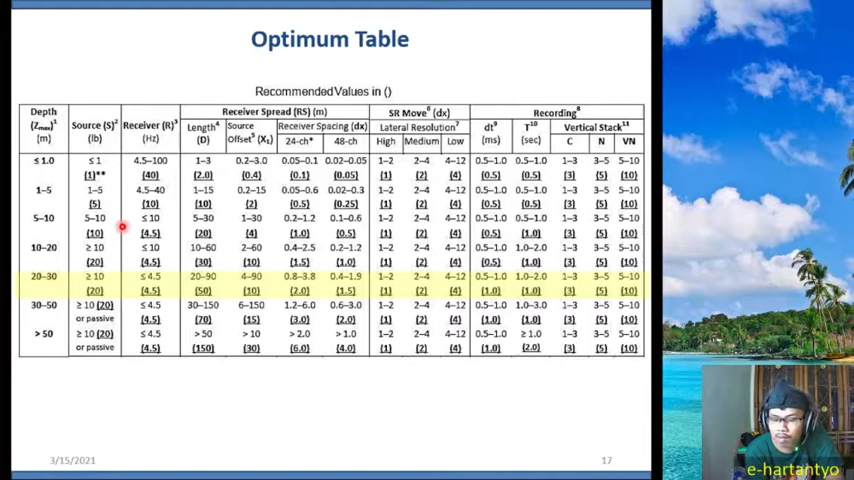 Optimum Table
Recommended Values in ()
Depth (Zmax)1 (m) Source (S)2 (lb) Receiver (R)3 (Hz) Receiver Spread (RS) (m) SR Move6 (dx) Recording8
Length4 (D) Source Offset5 (X1) Receiver Spacing (dx) Lateral Resolution7 dt9 (ms) T10 (sec) Vertical Stack11
24-ch* 48-ch High Medium Low C N VN
≤ 1.0 ≤ 1 4.5–100 1–3 0.2–3.0 0.05–0.1 0.02–0.05 1–2 2–4 4–12 0.5–1.0 0.5–1.0 1–3 3–5 5–10
(1)** (40) (2.0) (0.4) (0.1) (0.05) (1) (2) (4) (0.5) (0.5) (3) (5) (10)
1–5 1–5 4.5–40 1–15 0.2–15 0.05–0.6 0.02–0.3 1–2 2–4 4–12 0.5–1.0 0.5–1.0 1–3 3–5 5–10
(5) (10) (10) (2) (0.5) (0.25) (1) (2) (4) (0.5) (0.5) (3) (5) (10)
5–10 5–10 ≤ 10 5–30 1–30 0.2–1.2 0.1–0.6 1–2 2–4 4–12 0.5–1.0 0.5–1.0 1–3 3–5 5–10
(10) (4.5) (20) (4) (1.0) (0.5) (1) (2) (4) (0.5) (1.0) (3) (5) (10)
10–20 ≥ 10 ≤ 10 10–60 2–60 0.4–2.5 0.2–1.2 1–2 2–4 4–12 0.5–1.0 1.0–2.0 1–3 3–5 5–10
(20) (4.5) (30) (10) (1.5) (1.0) (1) (2) (4) (0.5) (1.0) (3) (5) (10)
20–30 ≥ 10 ≤ 4.5 20–90 4–90 0.8–3.8 0.4–1.9 1–2 2–4 4–12 0.5–1.0 1.0–2.0 1–3 3–5 5–10
(20) (4.5) (50) (10) (2.0) (1.5) (1) (2) (4) (1.0) (1.0) (3) (5) (10)
30–50 ≥ 10 (20) ≤ 4.5 30–150 6–150 1.2–6.0 0.6–3.0 1–2 2–4 4–12 0.5–1.0 1.0–3.0 1–3 3–5 5–10
or passive (4.5) (70) (15) (3.0) (2.0) (1) (2) (4) (1.0) (1.0) (3) (5) (10)
> 50 ≥ 10 (20) ≤ 4.5 > 50 > 10 > 2.0 > 1.0 1–2 2–4 4–12 0.5–1.0 ≥ 1.0 1–3 3–5 5–10
or passive (4.5) (150) (30) (6.0) (4.0) (1) (2) (4) (1.0) (2.0) (3) (5) (10)
3/15/2021
17
e-hartantyo